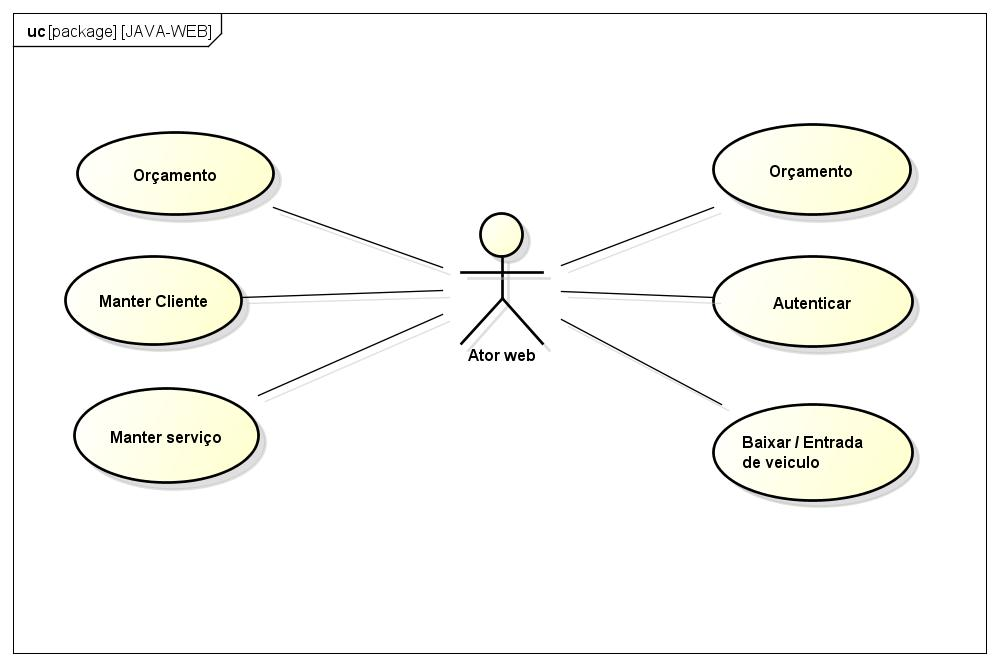 uc [package] [JAVA-WEB]
Orçamento
Orçamento
Manter Cliente
Autenticar
Ator web
Manter serviço
Baixar / Entrada
de veiculo